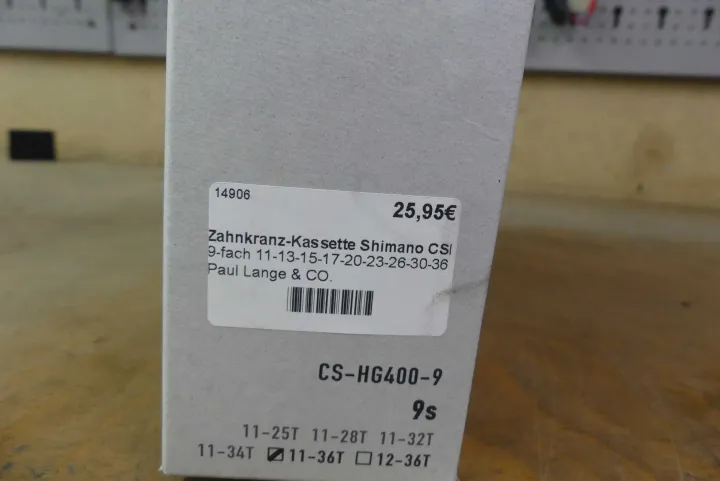 14906
25,95€
Zahnkranz-Kassette Shimano CS
9-fach 11-13-15-17-20-23-26-30-36
Paul Lange & CO.
CS-HG400-9
9s
11-25T 11-28T 11-32T
11-34T 11-36T 12-36T